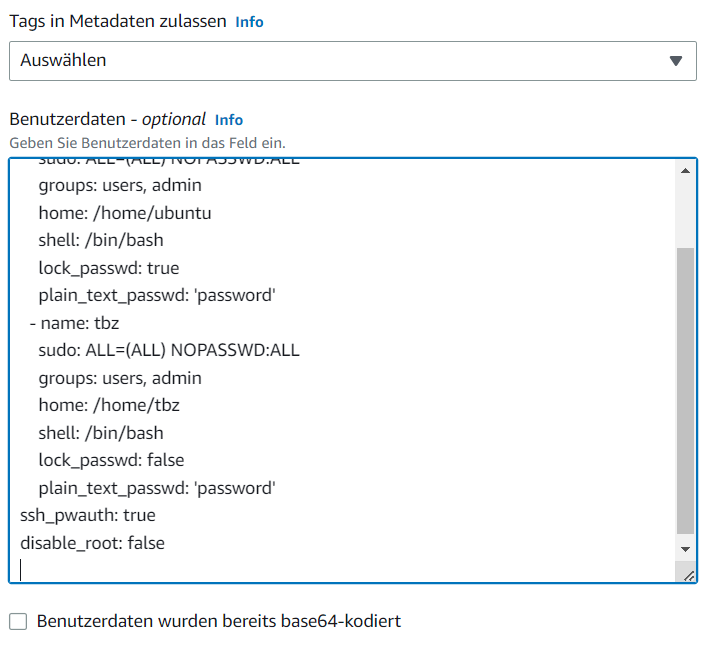 Tags in Metadaten zulassen Info
Auswählen
Benutzerdaten - optional Info
Geben Sie Benutzerdaten in das Feld ein.
sudo: ALL=(ALL) NOPASSWD:ALL
groups: users, admin
home: /home/ubuntu
shell: /bin/bash
lock_passwd: true
plain_text_passwd: 'password'
- name: tbz
sudo: ALL=(ALL) NOPASSWD:ALL
groups: users, admin
home: /home/tbz
shell: /bin/bash
lock_passwd: false
plain_text_passwd: 'password'
ssh_pwauth: true
disable_root: false
Benutzerdaten wurden bereits base64-kodiert